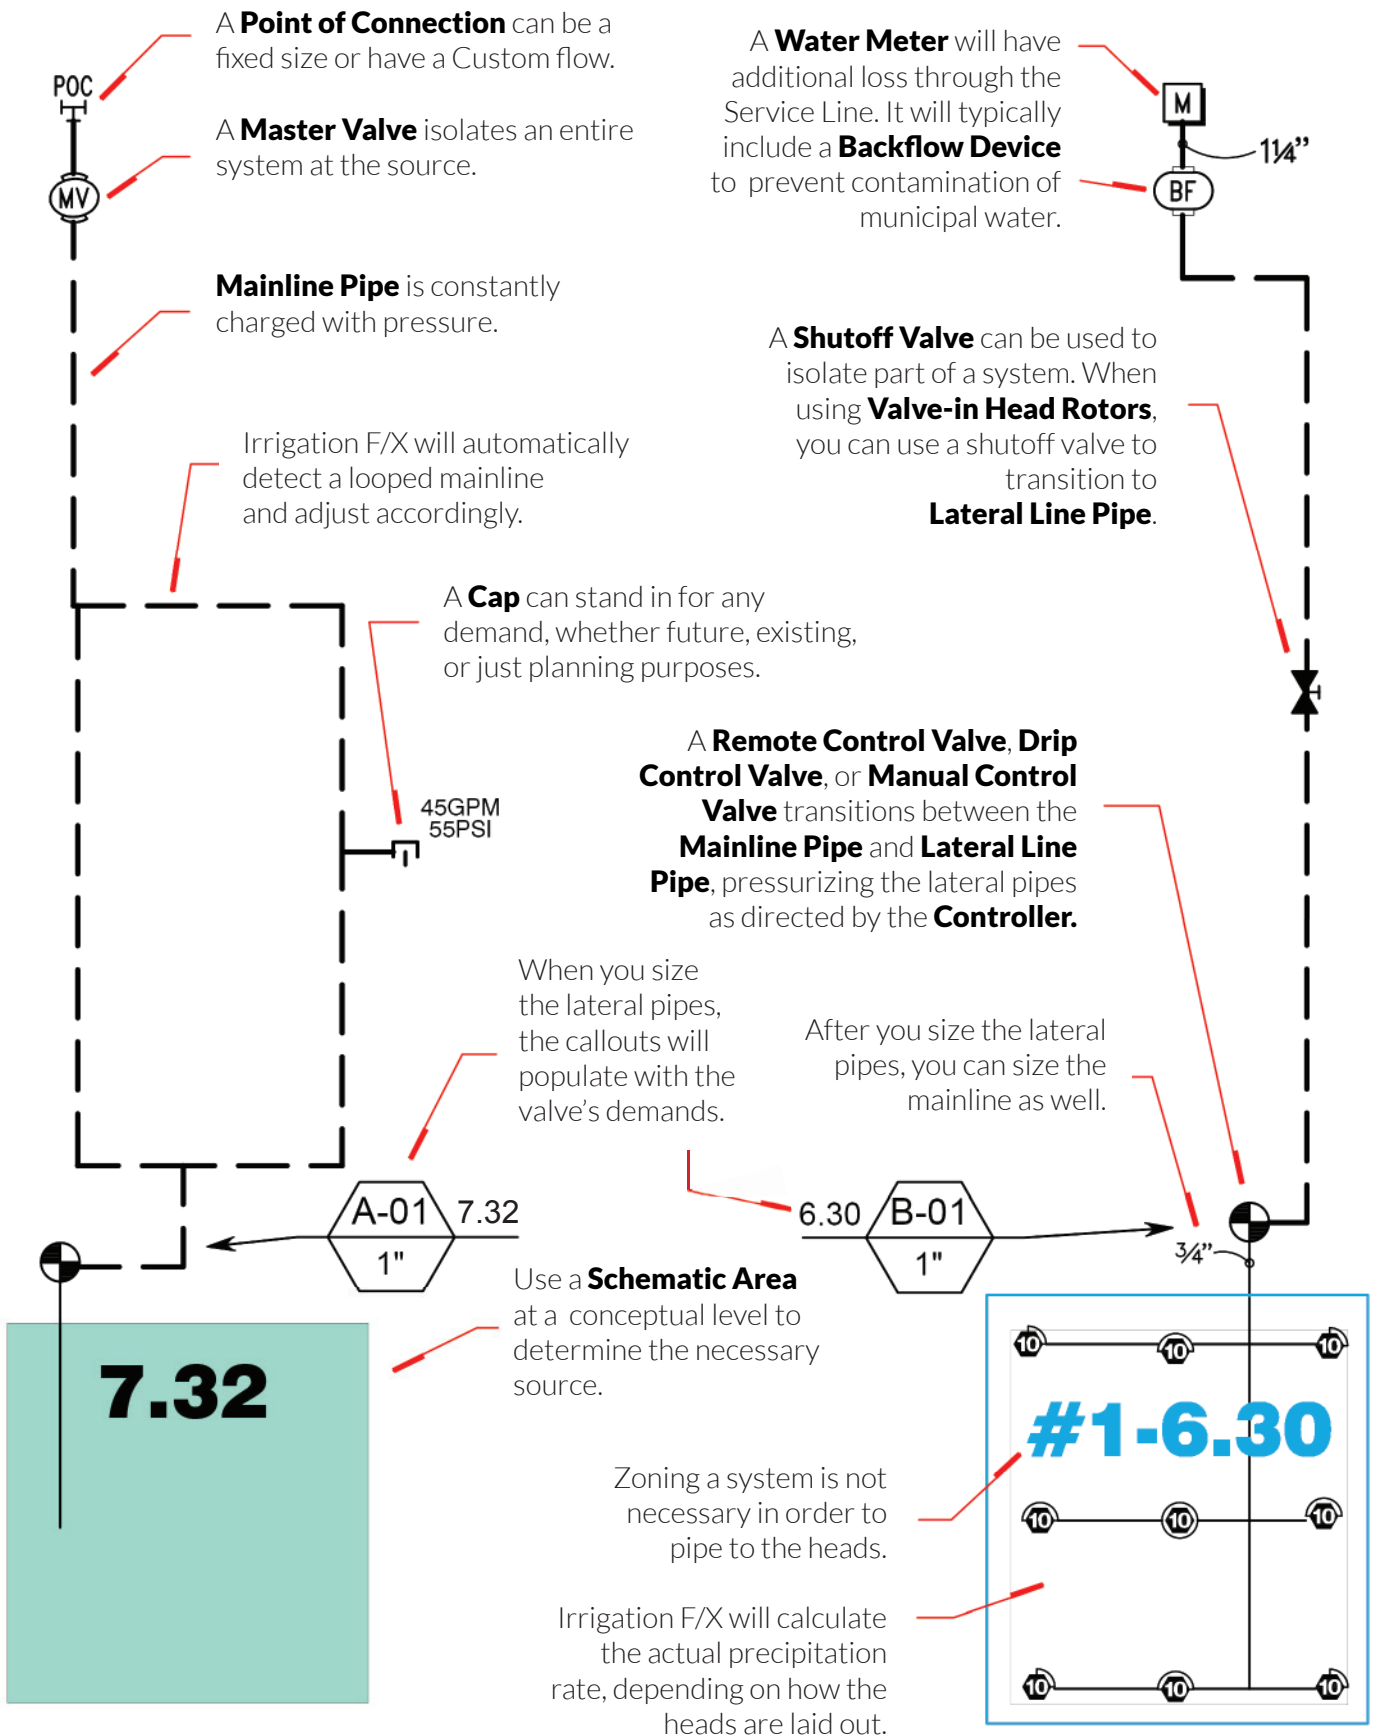 A Point of Connection can be a
fixed size or have a Custom flow.
POC
A Master Valve isolates an entire
system at the source.
MV
Mainline Pipe is constantly
charged with pressure.
Irrigation F/X will automatically
detect a looped mainline
and adjust accordingly.
A Water Meter will have
additional loss through the
Service Line. It will typically
include a Backflow Device
to prevent contamination of
municipal water.
M
1¼"
BF
A Shutoff Valve can be used to
isolate part of a system. When
using Valve-in Head Rotors,
you can use a shutoff valve to
transition to
Lateral Line Pipe.
A Cap can stand in for any
demand, whether future, existing,
or just planning purposes.
45GPM
55PSI
A Remote Control Valve, Drip
Control Valve, or Manual Control
Valve transitions between the
Mainline Pipe and Lateral Line
Pipe, pressurizing the lateral pipes
as directed by the Controller.
When you size
the lateral pipes,
the callouts will
populate with the
valve's demands.
After you size the lateral
pipes, you can size the
mainline as well.
A-01 7.32
1"
6.30 B-01
1"
¾"
Use a Schematic Area
at a conceptual level to
determine the necessary
source.
7.32
10 10 10
#1-6.30
10 10 10
10 10 10
Zoning a system is not
necessary in order to
pipe to the heads.
Irrigation F/X will calculate
the actual precipitation
rate, depending on how the
heads are laid out.